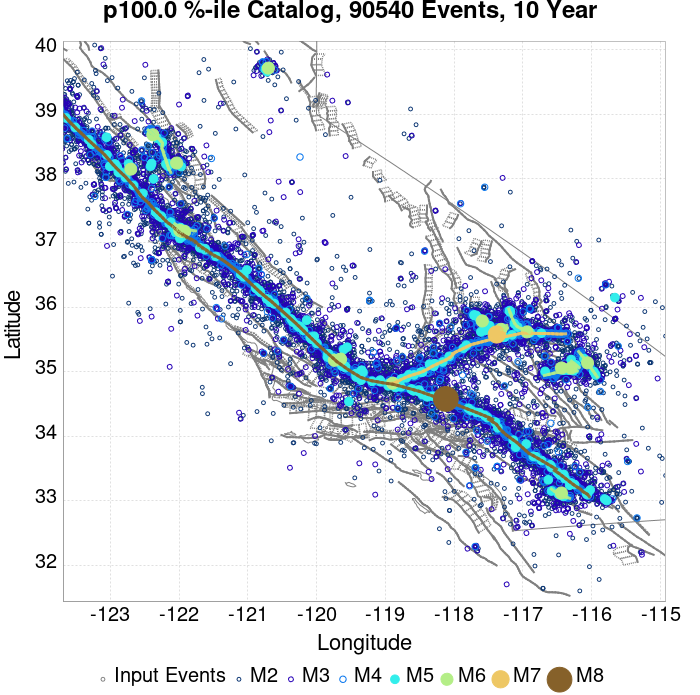 p100.0 %-ile Catalog, 90540 Events, 10 Year
40
39
38
37
36
35
34
33
32
Latitude
-123 -122 -121 -120 -119 -118 -117 -116 -115
Longitude
Input Events M2 M3 M4 M5 M6 M7 M8